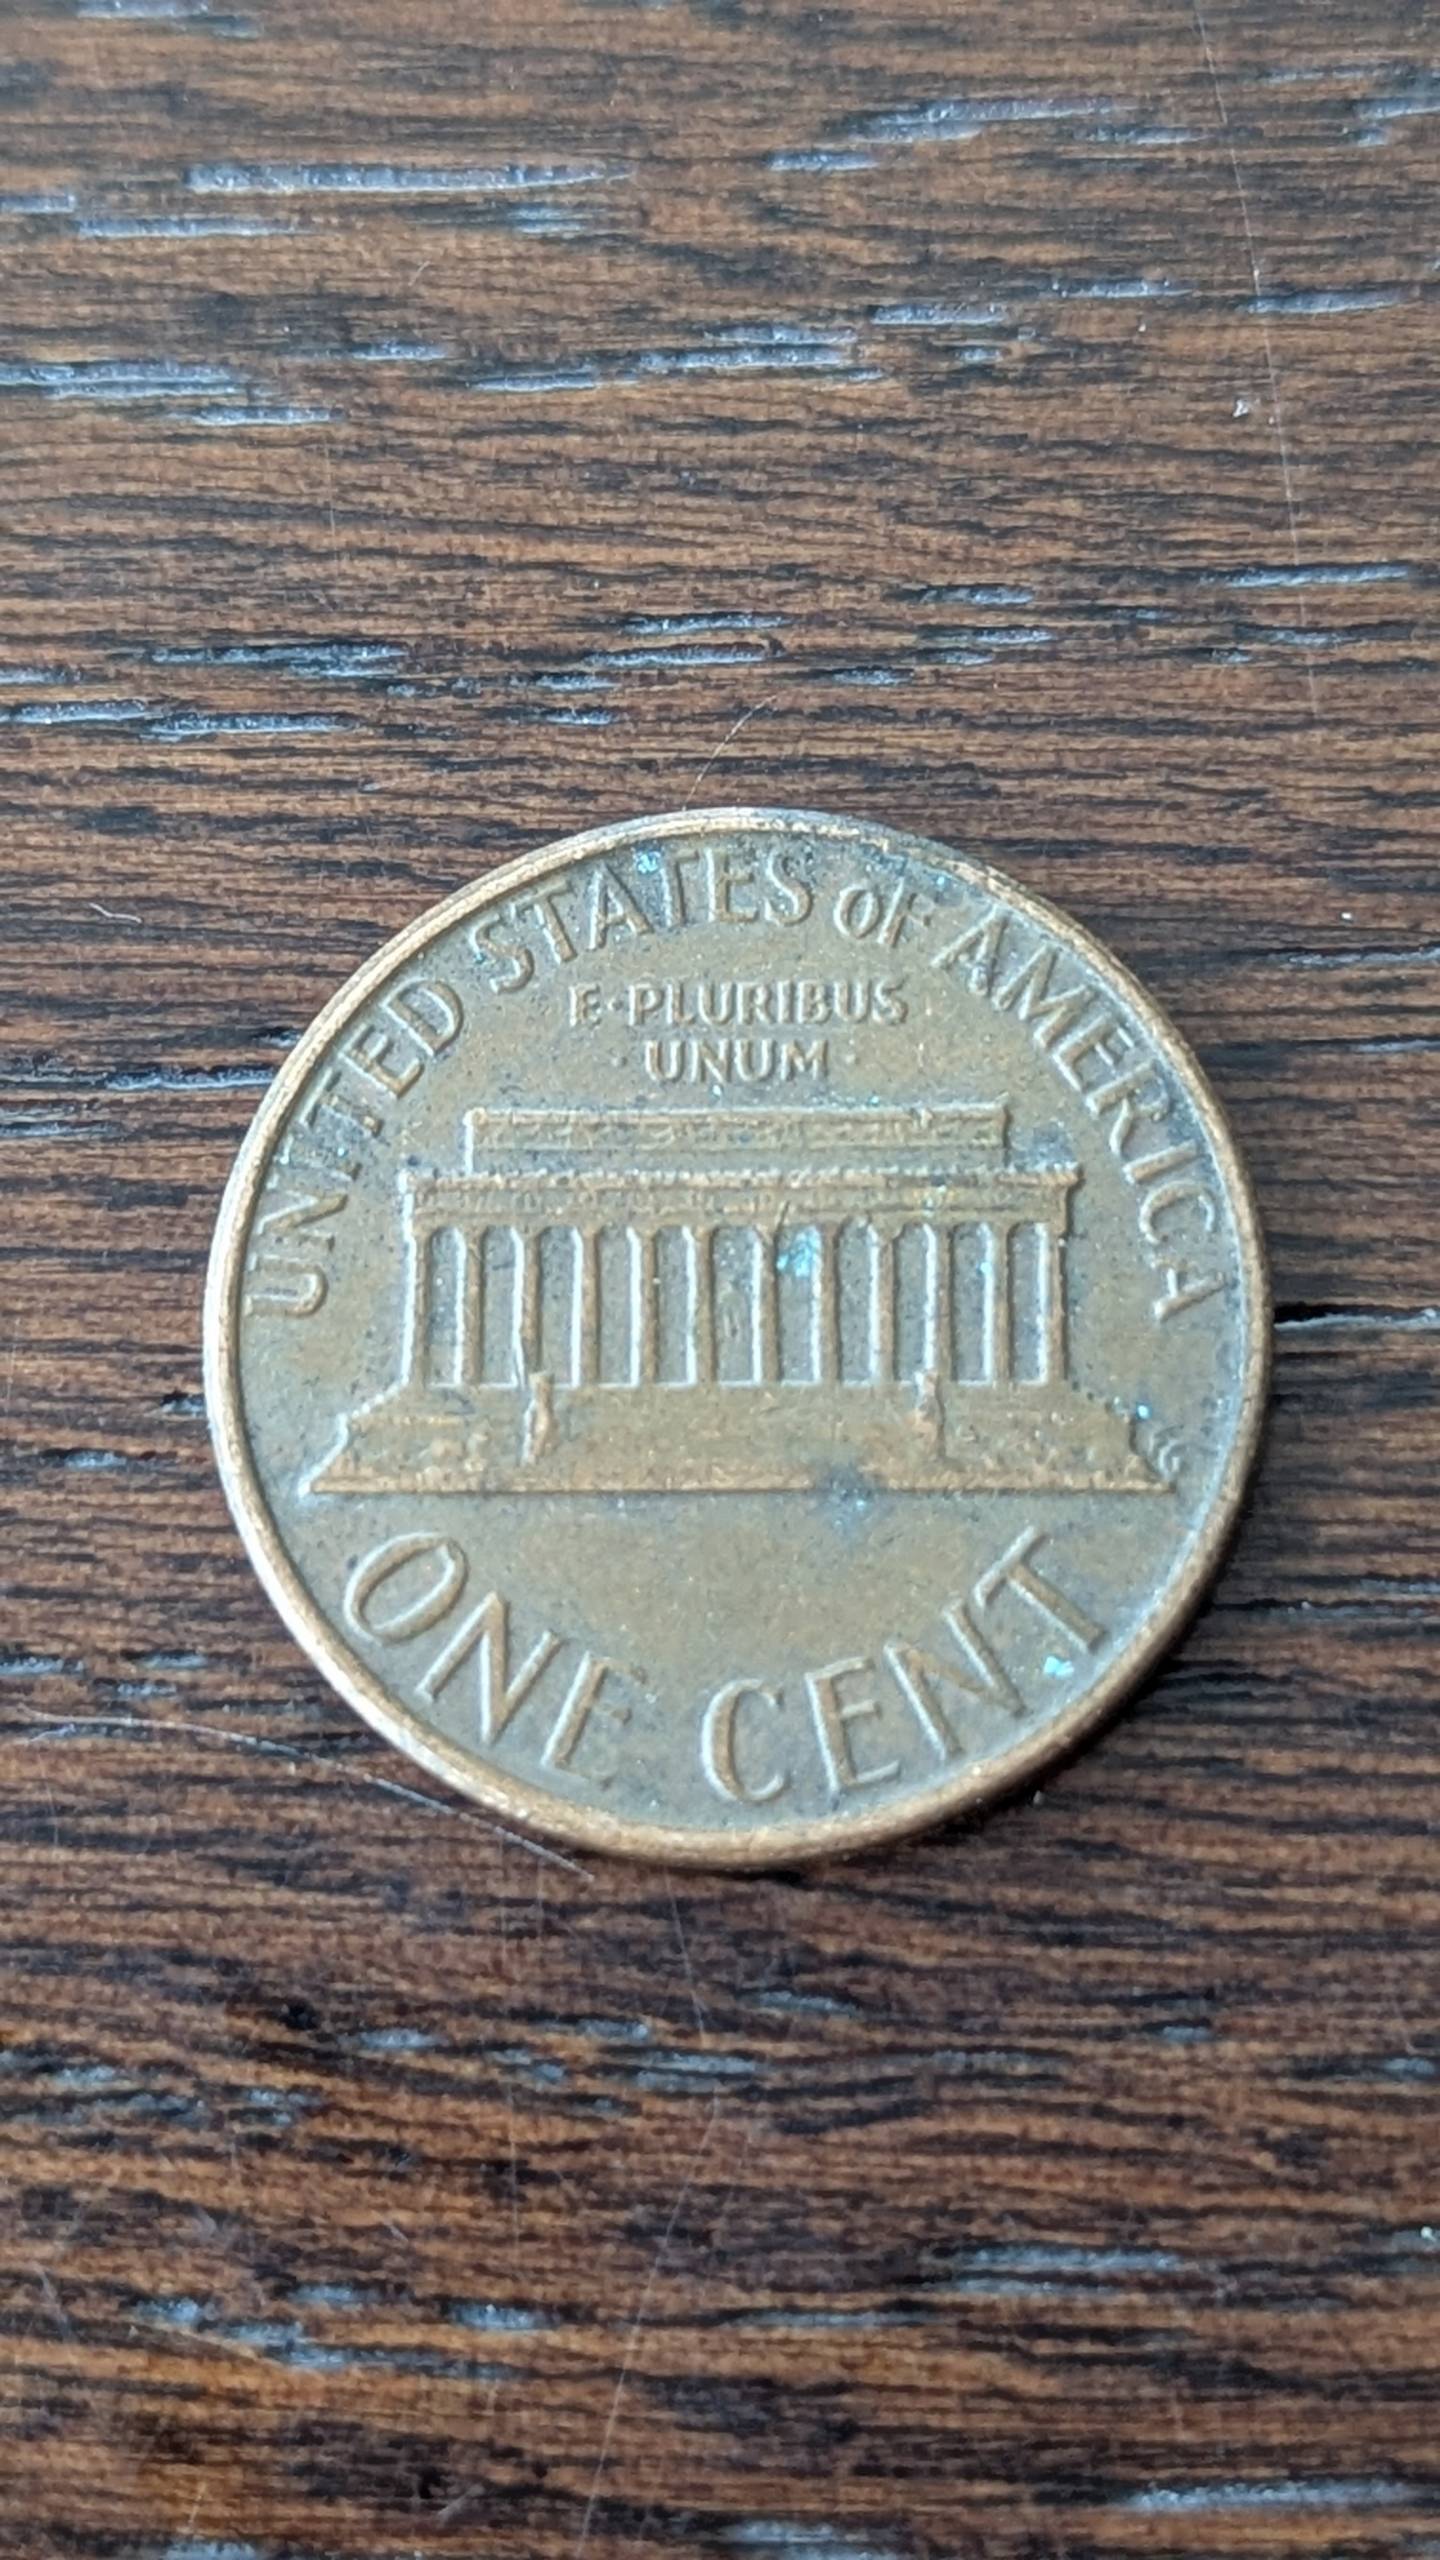 UNITED STATES of AMERICA
E·PLURIBUS
·UNUM·
ONE CENT